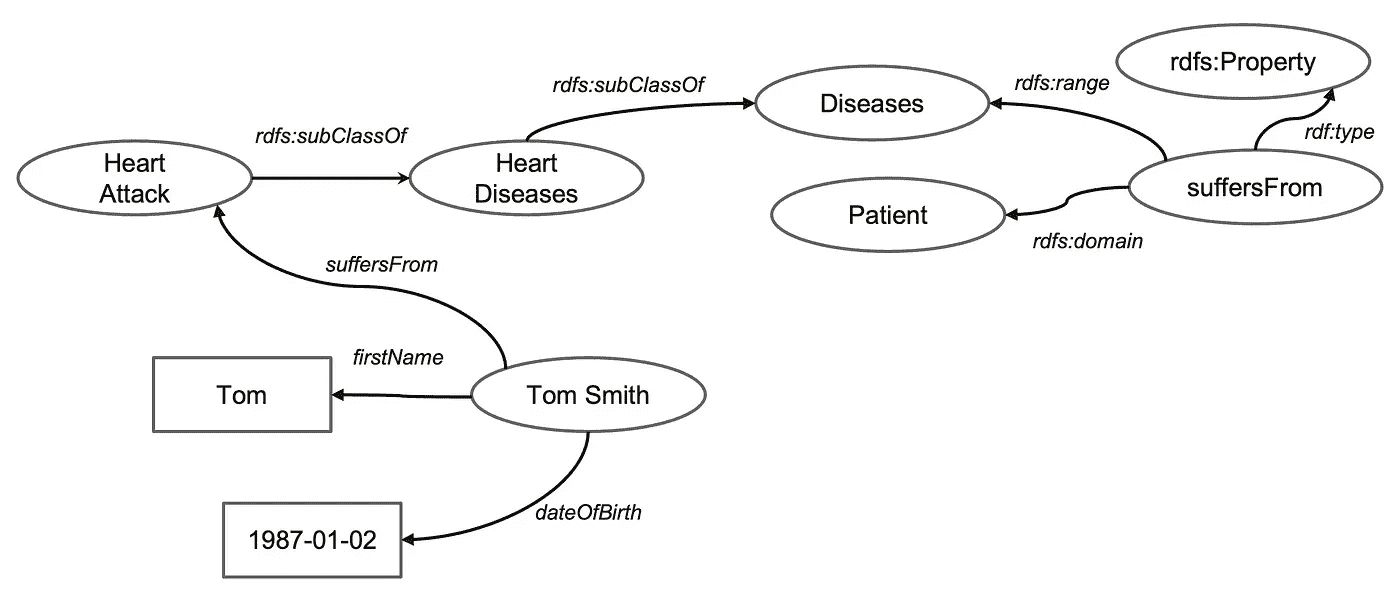 rdfs:Property
rdfs:subClassOf
Diseases
rdfs:range
rdfs:subClassOf
rdf:type
Heart
Attack
Heart
Diseases
suffersFrom
Patient
rdfs:domain
suffersFrom
firstName
Tom
Tom Smith
dateOfBirth
1987-01-02